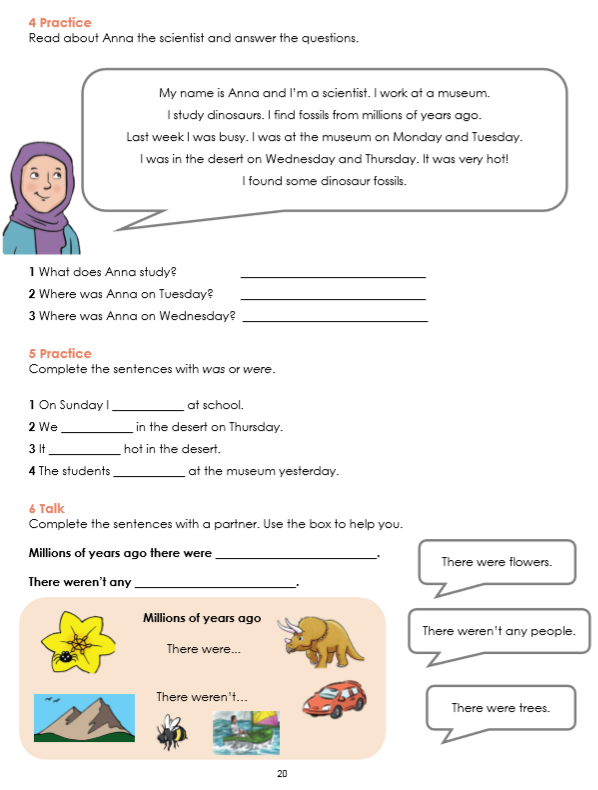 4 Practice
Read about Anna the scientist and answer the questions.
My name is Anna and I'm a scientist. I work at a museum.
I study dinosaurs. I find fossils from millions of years ago.
Last week I was busy. I was at the museum on Monday and Tuesday.
I was in the desert on Wednesday and Thursday. It was very hot!
I found some dinosaur fossils.
1 What does Anna study? ____________________
2 Where was Anna on Tuesday? ____________________
3 Where was Anna on Wednesday? ____________________
5 Practice
Complete the sentences with was or were.
1 On Sunday I __________ at school.
2 We __________ in the desert on Thursday.
3 It __________ hot in the desert.
4 The students __________ at the museum yesterday.
6 Talk
Complete the sentences with a partner. Use the box to help you.
Millions of years ago there were ____________________.
There weren't any ____________________.
Millions of years ago
There were...
There weren't...
There were flowers.
There weren't any people.
There were trees.
20